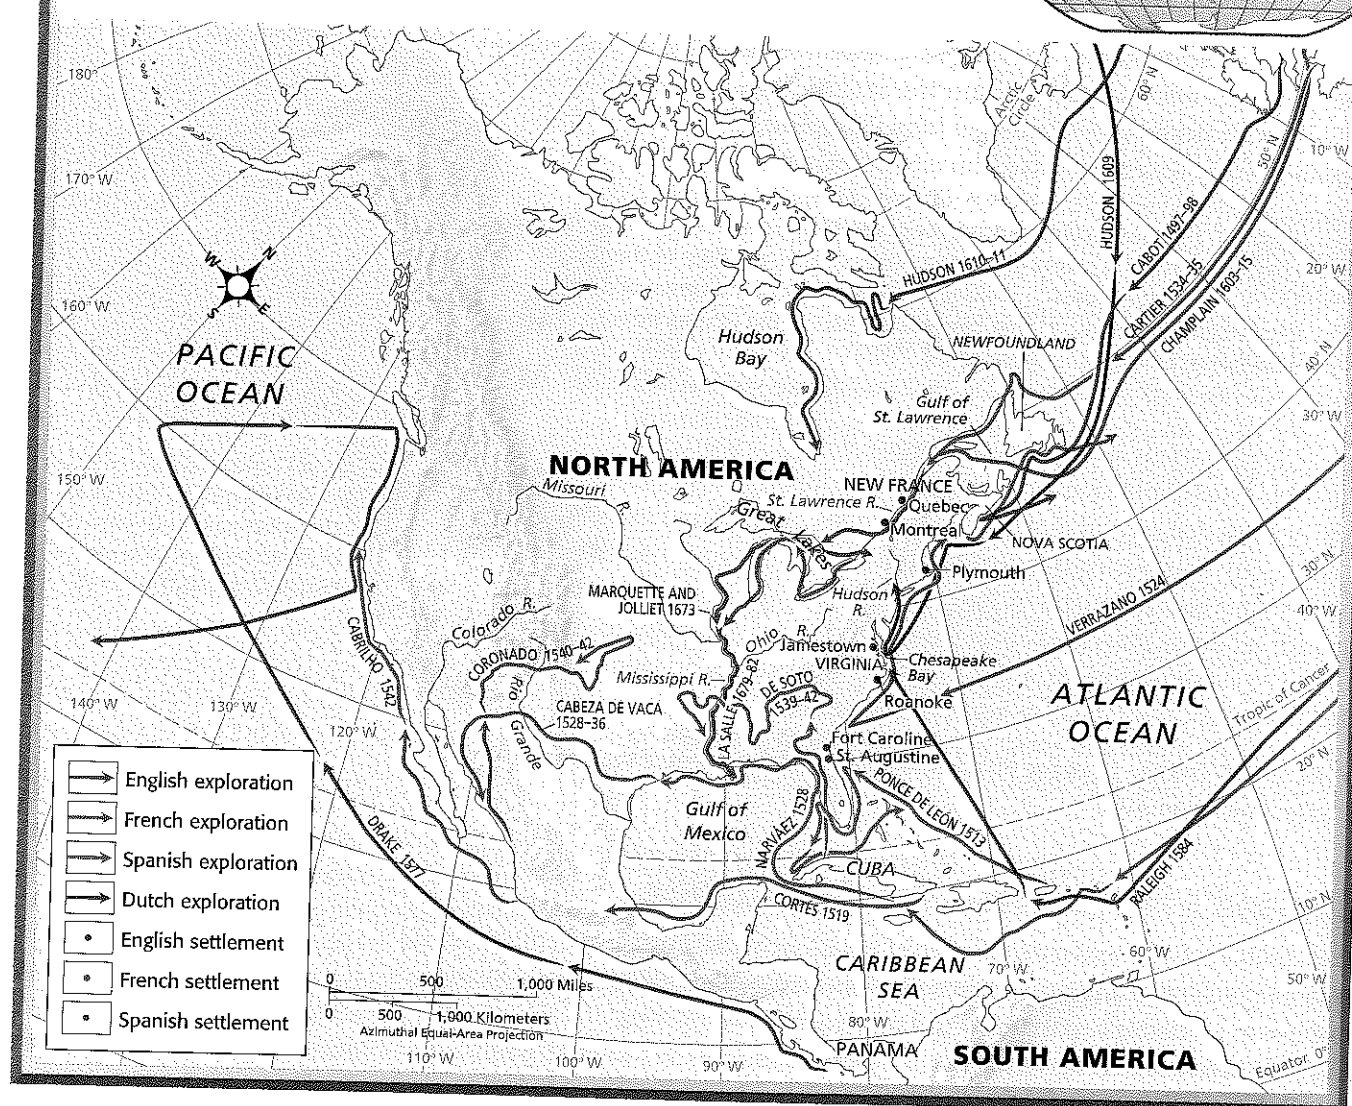 180°
170° W
160° W
150° W
140° W
130° W
120° W
110° W
100° W
90° W
80° W
70° W
60° W
50° W
10° W
20° W
30° W
40° W
60° N
50° N
40° N
30° N
20° N
10° N
Equator 0°
Tropic of Cancer
Arctic
Circle
N
W
S
E
PACIFIC
OCEAN
HUDSON 1609
HUDSON 1610–11
CABOT 1497–98
CARTIER 1534–35
CHAMPLAIN 1603–15
Hudson
Bay
NEWFOUNDLAND
Gulf of
St. Lawrence
NORTH AMERICA
Missouri
R.
NEW FRANCE
St. Lawrence R.
Quebec
Great Lakes
Montreal
NOVA SCOTIA
Plymouth
MARQUETTE AND
JOLLIET 1673
Hudson
R.
VERRAZANO 1524
Colorado R.
Ohio R.
Jamestown
VIRGINIA
Chesapeake
Bay
CORONADO 1540–42
Mississippi R.
LA SALLE 1679–82
DE SOTO
1539–42
Roanoke
CABRILHO 1542
Rio
Grande
CABEZA DE VACA
1528–36
ATLANTIC
OCEAN
Fort Caroline
St. Augustine
PONCE DE LEÓN 1513
Gulf of
Mexico
NARVÁEZ 1528
CUBA
CORTÉS 1519
RALEIGH 1584
DRAKE 1577
CARIBBEAN
SEA
PANAMA
SOUTH AMERICA
English exploration
French exploration
Spanish exploration
Dutch exploration
English settlement
French settlement
Spanish settlement
0 500 1,000 Miles
0 500 1,000 Kilometers
Azimuthal Equal-Area Projection